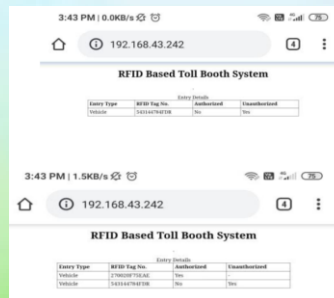 3:43 PM | 0.0KB/s
75
192.168.43.242
4
RFID Based Toll Booth System
Entry Details
Entry Type RFID Tag No. Authorized Unauthorized
Vehicle No Yes
3:43 PM | 1.5KB/s
75
192.168.43.242
4
RFID Based Toll Booth System
Entry Details
Entry Type RFID Tag No. Authorized Unauthorized
Vehicle Yes -
Vehicle No Yes